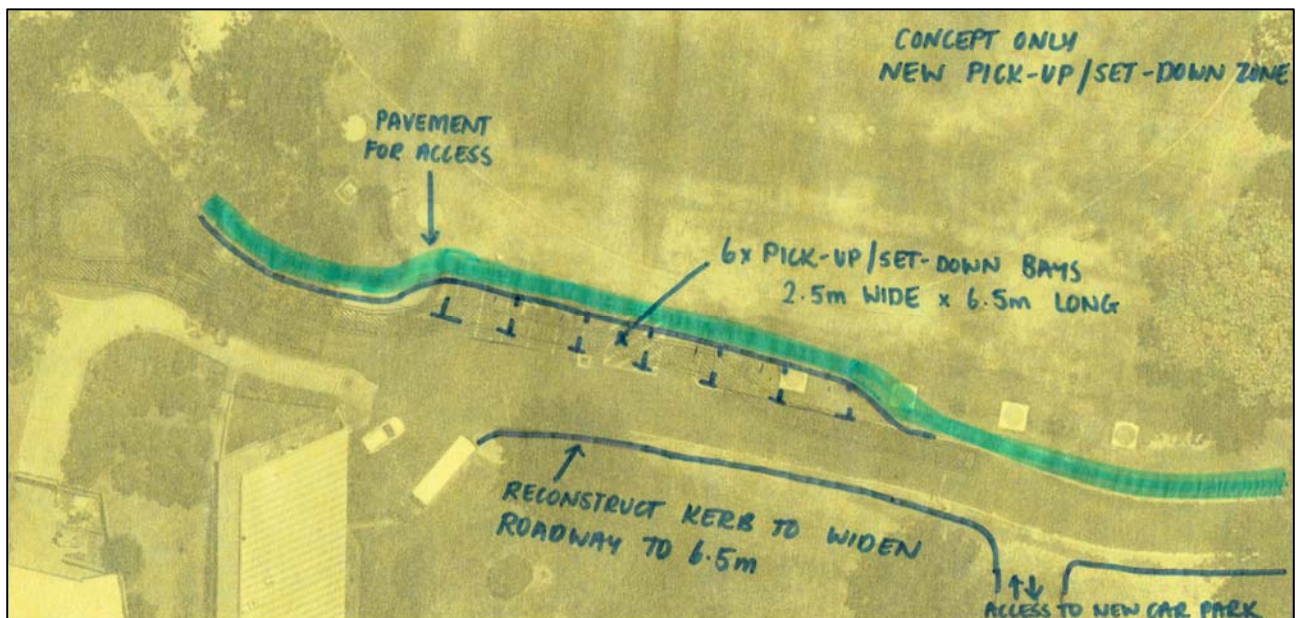 CONCEPT ONLY
NEW PICK-UP/SET-DOWN ZONE
PAVEMENT
FOR ACCESS
6x PICK-UP/SET-DOWN BAYS
2.5m WIDE x 6.5m LONG
RECONSTRUCT KERB TO WIDEN
ROADWAY TO 6.5m
ACCESS TO NEW CAR PARK